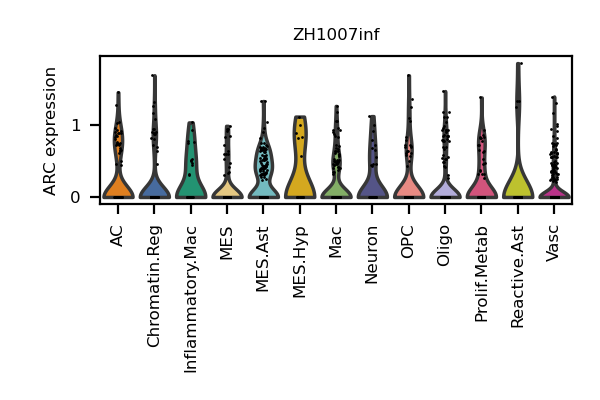 ZH1007inf
ARC expression
1
0
AC
Chromatin.Reg
Inflammatory.Mac
MES
MES.Ast
MES.Hyp
Mac
Neuron
OPC
Oligo
Prolif.Metab
Reactive.Ast
Vasc